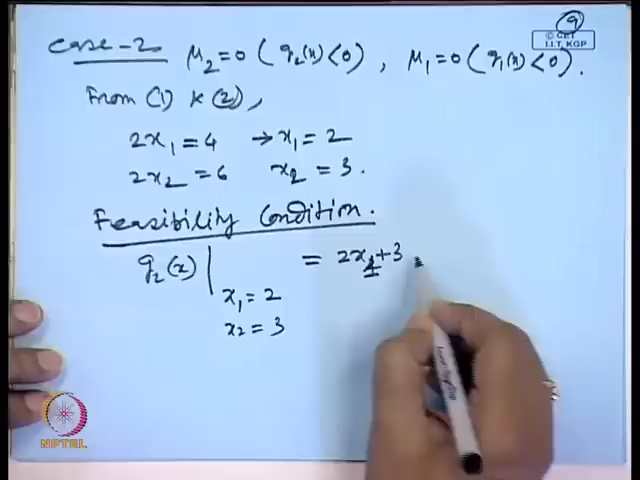 9
© CET
I.I.T. KGP
Case-2 μ₂=0 (g₂(x)<0), μ₁=0 (g₁(x)<0).
From (1) & (2),
2x₁=4 →x₁=2
2x₂=6 x₂=3.
Feasibility Condition.
g₂(x)| = 2x₁+3
x₁=2
x₂=3
NPTEL